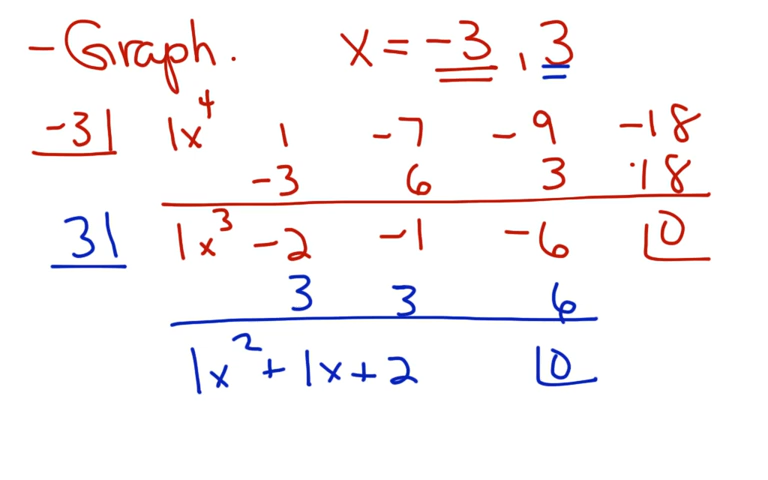 - Graph. x = -3, 3
-3| 1x⁴ 1 -7 -9 -18
-3 6 3 18
3| 1x³ -2 -1 -6 |0
3 3 6
1x² + 1x + 2 |0